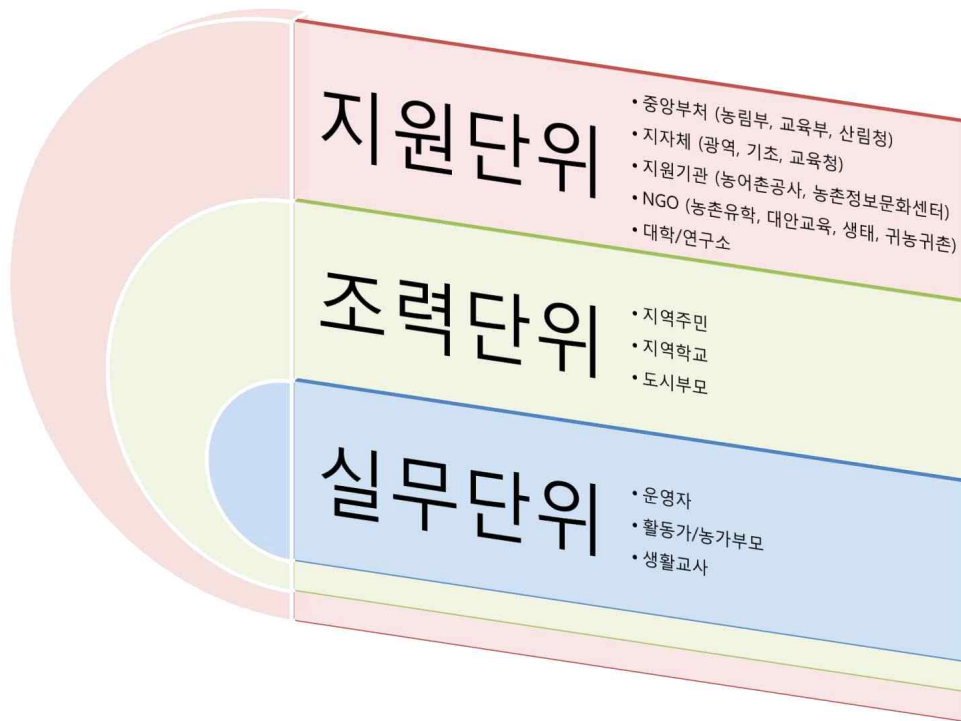 지원단위
• 중앙부처 (농림부, 교육부, 산림청)
• 지자체 (광역, 기초, 교육청)
• 지원기관 (농어촌공사, 농촌정보문화센터)
• NGO (농촌유학, 대안교육, 생태, 귀농귀촌)
• 대학/연구소
조력단위
• 지역주민
• 지역학교
• 도시부모
실무단위
• 운영자
• 활동가/농가부모
• 생활교사